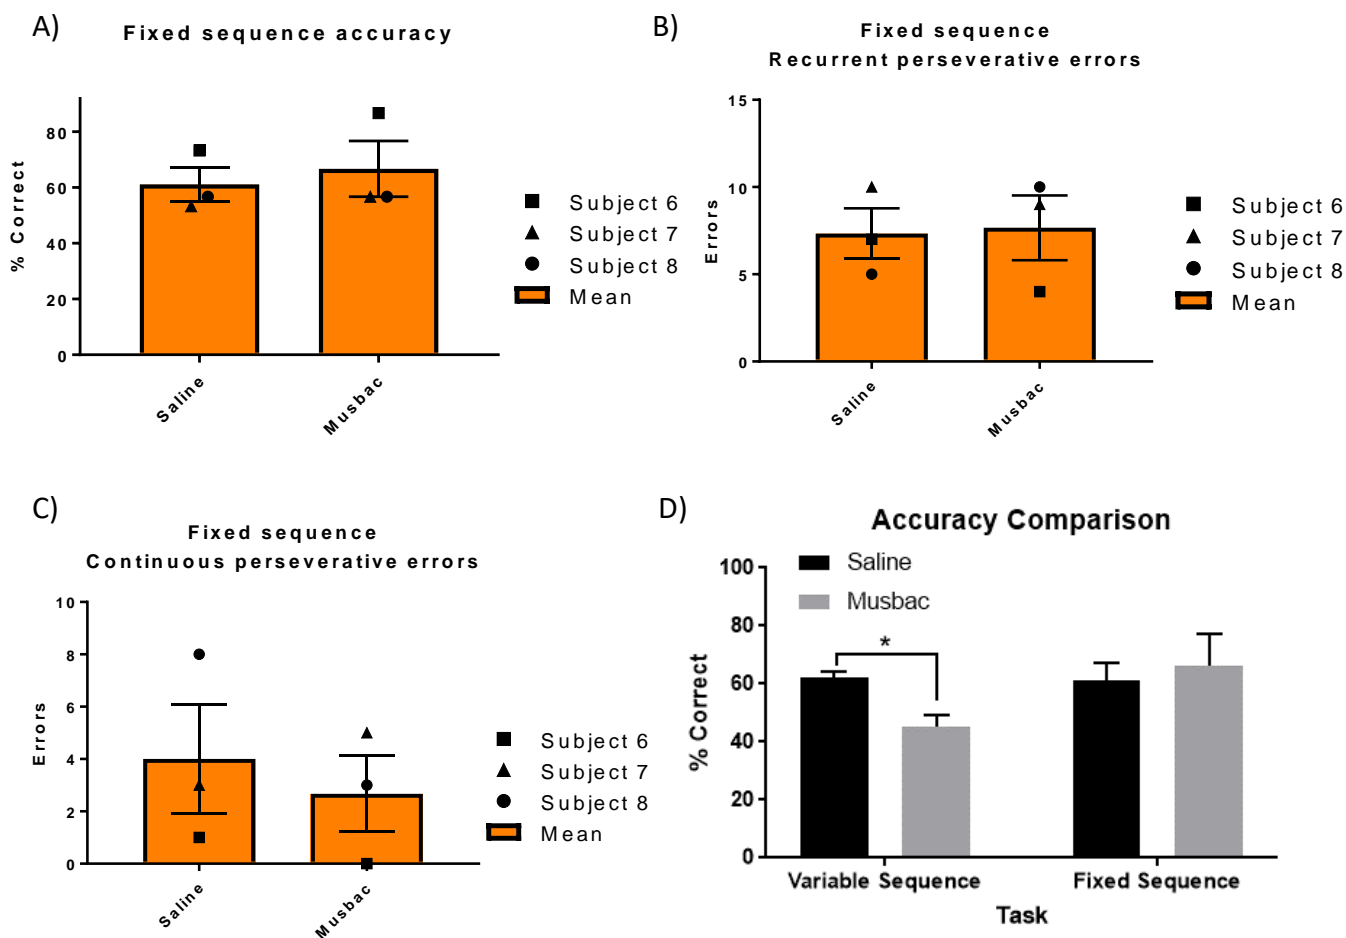 A)
Fixed sequence accuracy
% Correct
80
60
40
20
0
Saline
Musbac
Subject 6
Subject 7
Subject 8
Mean
B)
Fixed sequence
Recurrent perseverative errors
Errors
15
10
5
0
Saline
Musbac
Subject 6
Subject 7
Subject 8
Mean
C)
Fixed sequence
Continuous perseverative errors
Errors
10
8
6
4
2
0
Saline
Musbac
Subject 6
Subject 7
Subject 8
Mean
D)
Accuracy Comparison
Saline
Musbac
% Correct
100
80
60
40
20
0
*
Variable Sequence
Fixed Sequence
Task